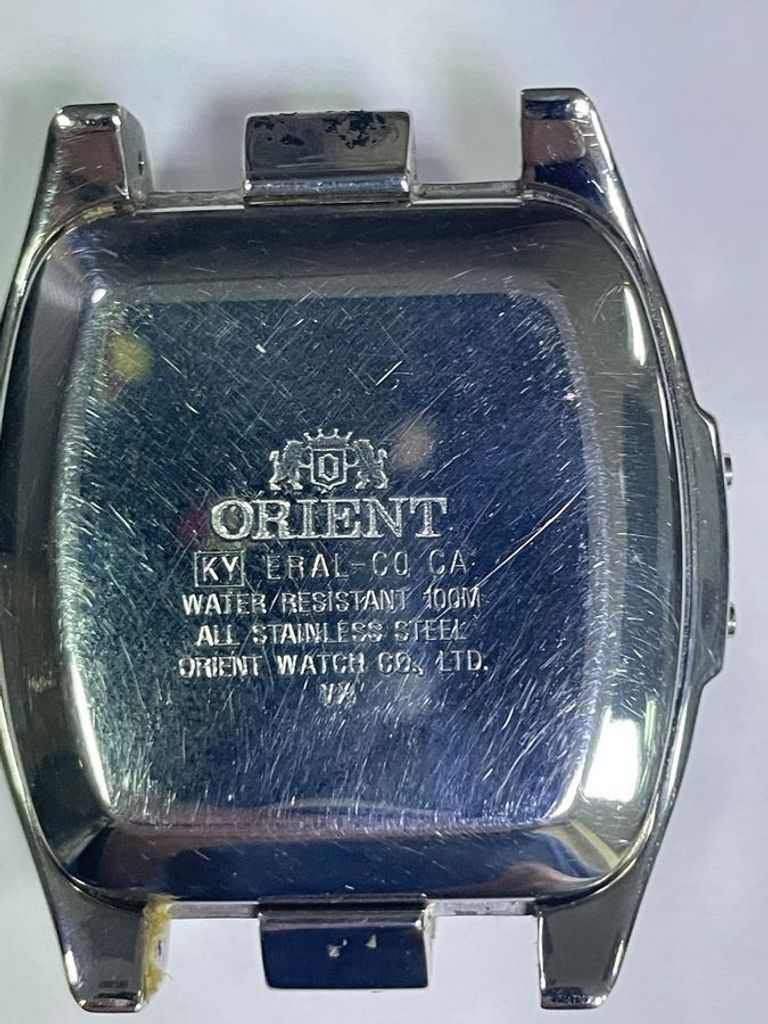 ORIENT
KY ERAL-C0 CA
WATER RESISTANT 100M
ALL STAINLESS STEEL
ORIENT WATCH CO., LTD.